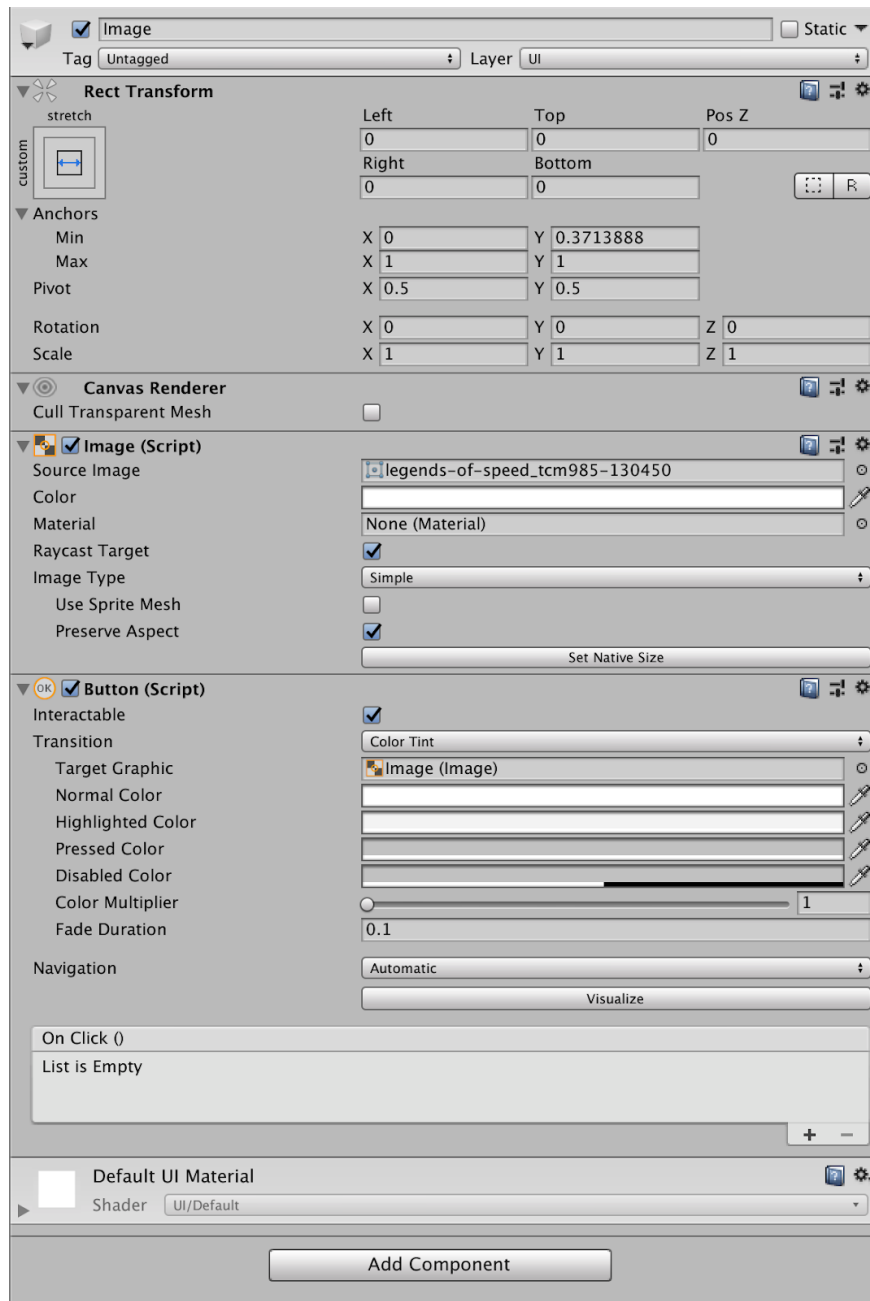 Image Static
Tag Untagged Layer UI
Rect Transform
stretch Left Top Pos Z
custom 0 0 0
Right Bottom
0 0 R
Anchors
Min X 0 Y 0.3713888
Max X 1 Y 1
Pivot X 0.5 Y 0.5
Rotation X 0 Y 0 Z 0
Scale X 1 Y 1 Z 1
Canvas Renderer
Cull Transparent Mesh
Image (Script)
Source Image legends-of-speed_tcm985-130450
Color
Material None (Material)
Raycast Target
Image Type Simple
Use Sprite Mesh
Preserve Aspect
Set Native Size
OK Button (Script)
Interactable
Transition Color Tint
Target Graphic Image (Image)
Normal Color
Highlighted Color
Pressed Color
Disabled Color
Color Multiplier 1
Fade Duration 0.1
Navigation Automatic
Visualize
On Click ()
List is Empty
+ −
Default UI Material
Shader UI/Default
Add Component